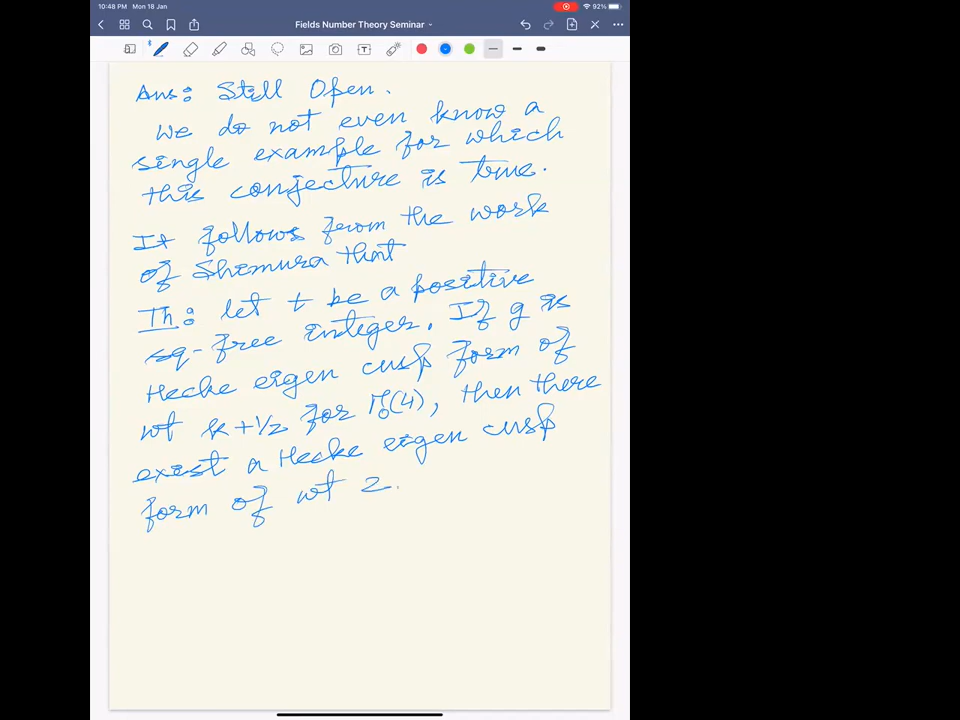 10:48 PM Mon 18 Jan
92%
Fields Number Theory Seminar
Ans: Still Open.
We do not even know a
single example for which
this conjecture is true.
It follows from the work
of Shimura that
Th: let t be a positive
sq-free integer. If g is
Hecke eigen cusp form of
wt k+1/2 for Γ₀(4), then there
exist a Hecke eigen cusp
form of wt 2